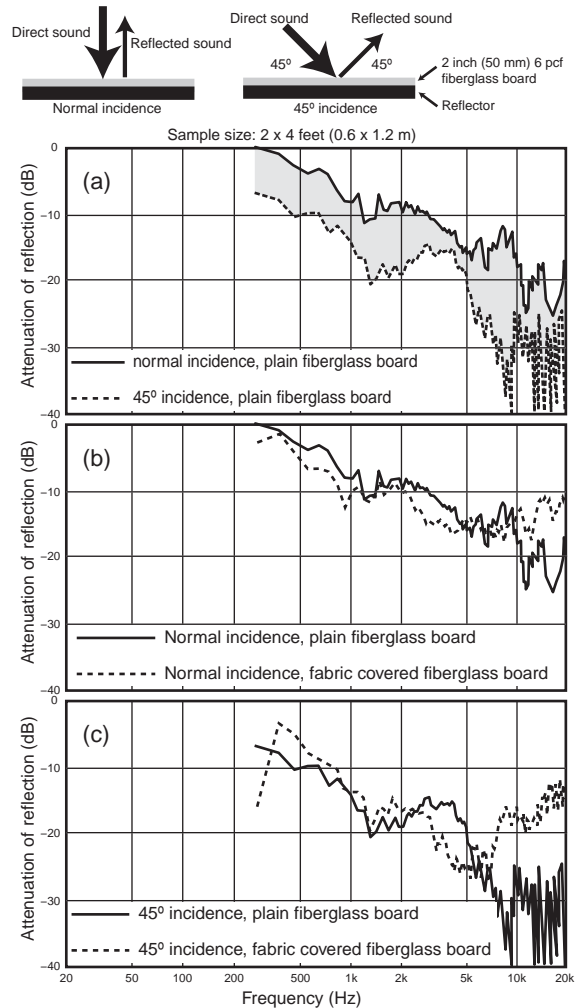 Direct sound
Reflected sound
Normal incidence
Direct sound
Reflected sound
45º 45º
45º incidence
2 inch (50 mm) 6 pcf
fiberglass board
Reflector
Sample size: 2 x 4 feet (0.6 x 1.2 m)
Attenuation of reflection (dB)
0
–10
–20
–30
–40
(a)
normal incidence, plain fiberglass board
45º incidence, plain fiberglass board
Attenuation of reflection (dB)
0
–10
–20
–30
–40
(b)
Normal incidence, plain fiberglass board
Normal incidence, fabric covered fiberglass board
Attenuation of reflection (dB)
0
–10
–20
–30
–40
(c)
45º incidence, plain fiberglass board
45º incidence, fabric covered fiberglass board
20 50 100 200 500 1k 2k 5k 10k 20k
Frequency (Hz)